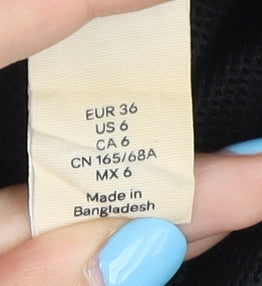 EUR 36
US 6
CA 6
CN 165/68A
MX 6
Made in
Bangladesh